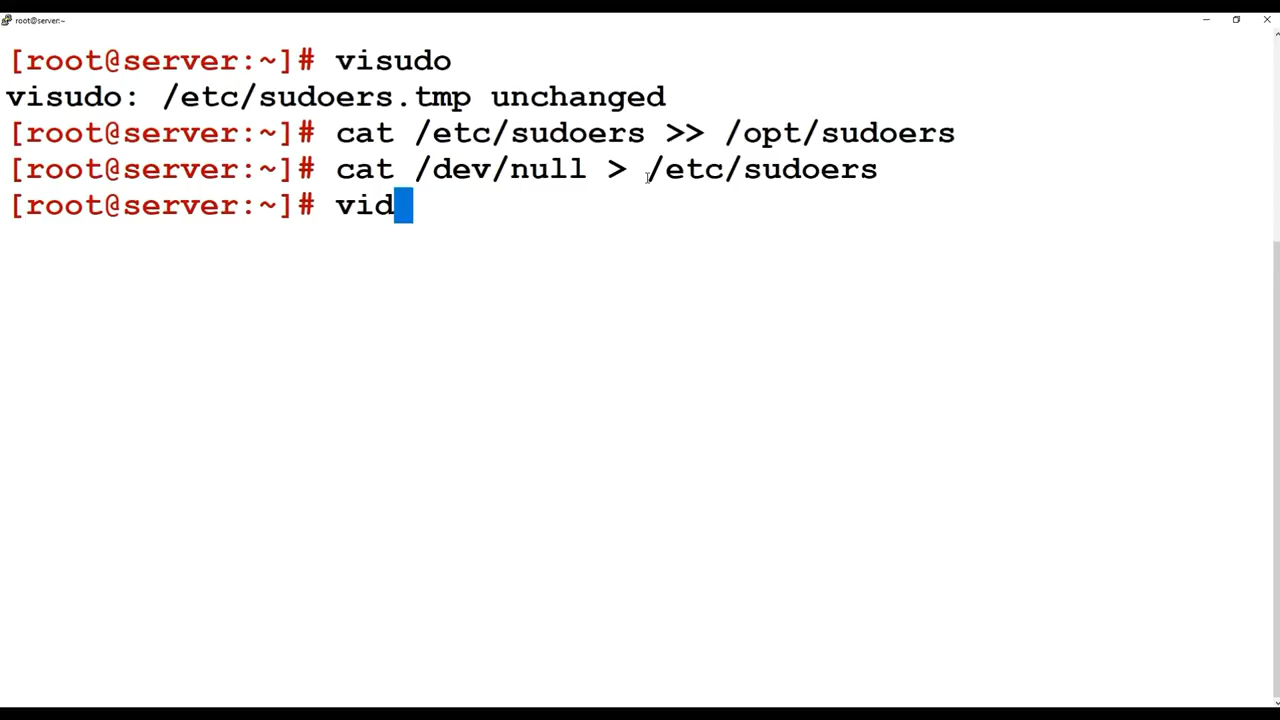 root@server:~
[root@server:~]# visudo
visudo: /etc/sudoers.tmp unchanged
[root@server:~]# cat /etc/sudoers >> /opt/sudoers
[root@server:~]# cat /dev/null > /etc/sudoers
[root@server:~]# vid